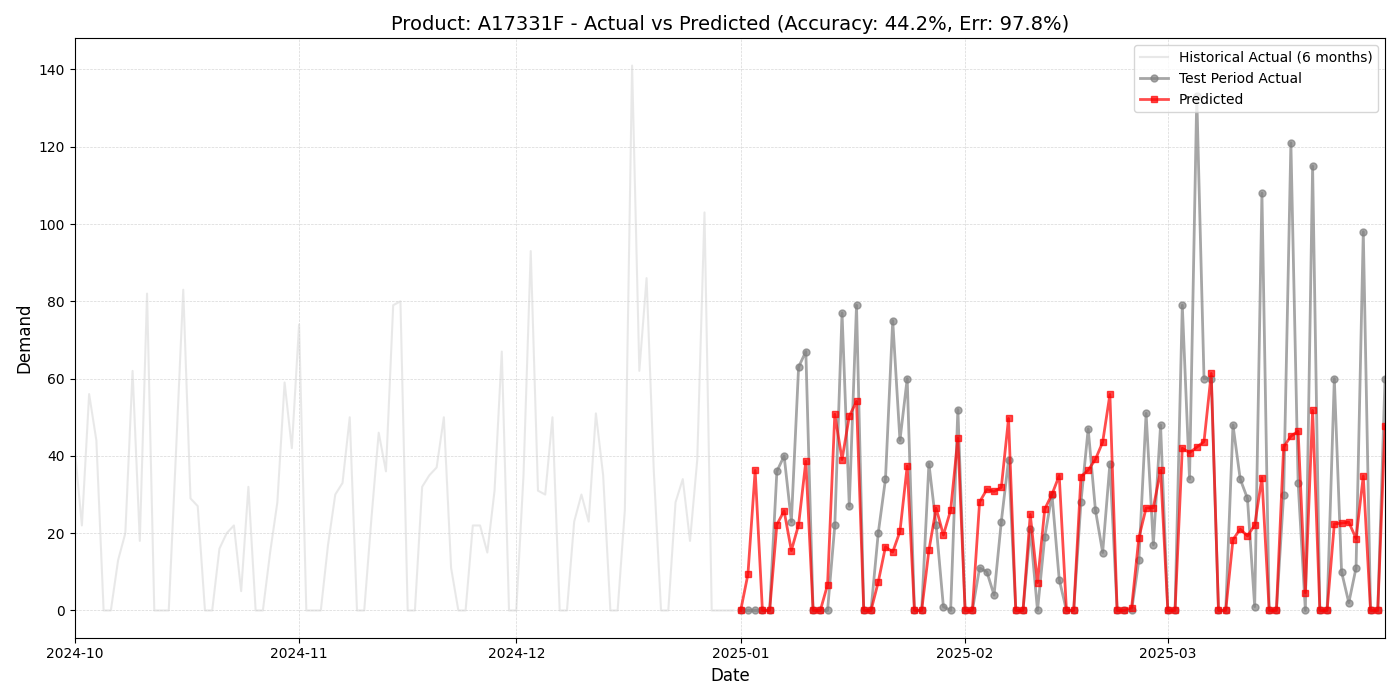 Product: A17331F - Actual vs Predicted (Accuracy: 44.2%, Err: 97.8%)
Historical Actual (6 months)
Test Period Actual
Predicted
140
120
100
80
60
40
20
0
Demand
2024-10
2024-11
2024-12
2025-01
2025-02
2025-03
Date